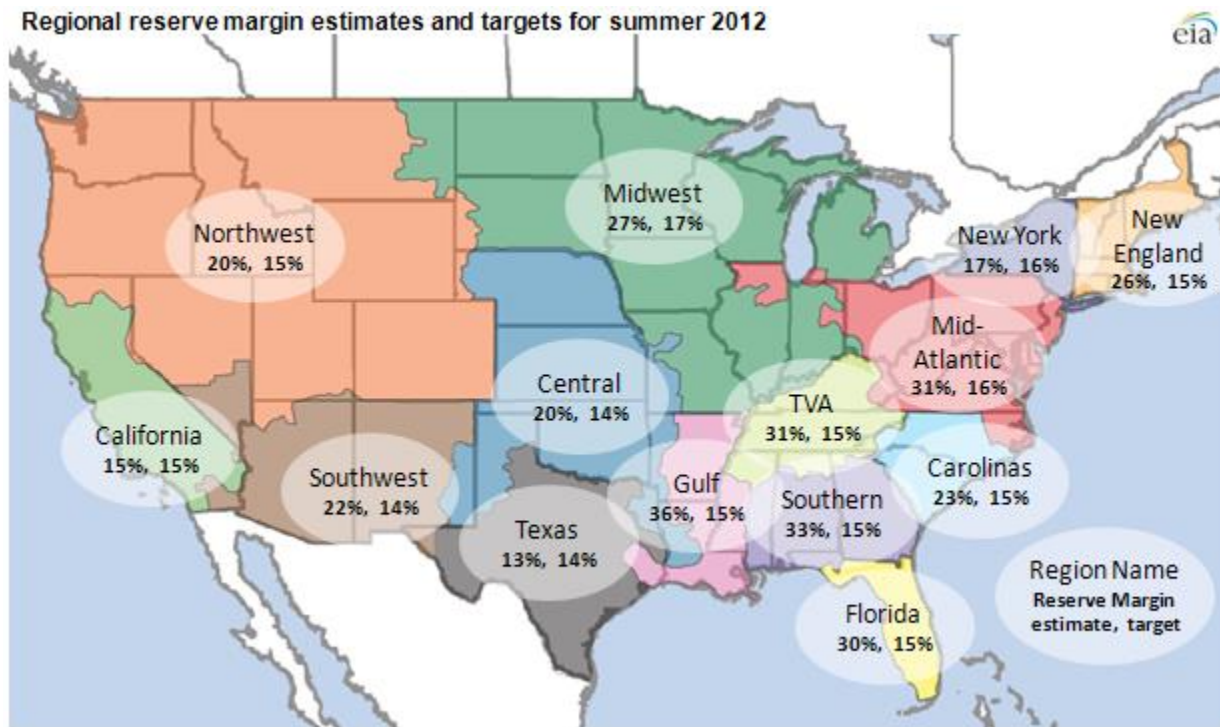 Regional reserve margin estimates and targets for summer 2012
eia
Northwest
20%, 15%
Midwest
27%, 17%
New York
17%, 16%
New
England
26%, 15%
Mid-
Atlantic
31%, 16%
Central
20%, 14%
TVA
31%, 15%
California
15%, 15%
Southwest
22%, 14%
Gulf
36%, 15%
Carolinas
23%, 15%
Southern
33%, 15%
Texas
13%, 14%
Florida
30%, 15%
Region Name
Reserve Margin
estimate, target